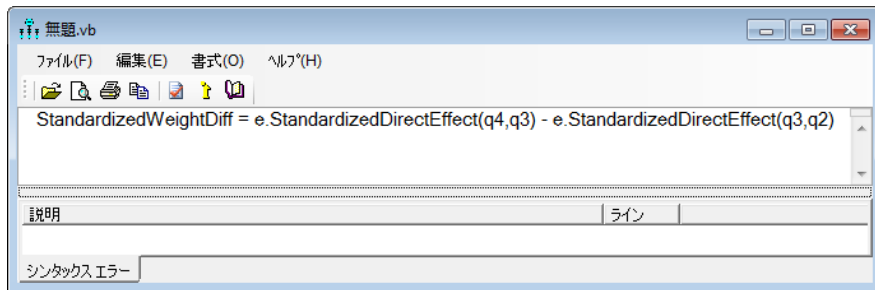 無題.vb
ファイル(F) 編集(E) 書式(O) ヘルプ(H)
StandardizedWeightDiff = e.StandardizedDirectEffect(q4,q3) - e.StandardizedDirectEffect(q3,q2)
説明 ライン
シンタックス エラー